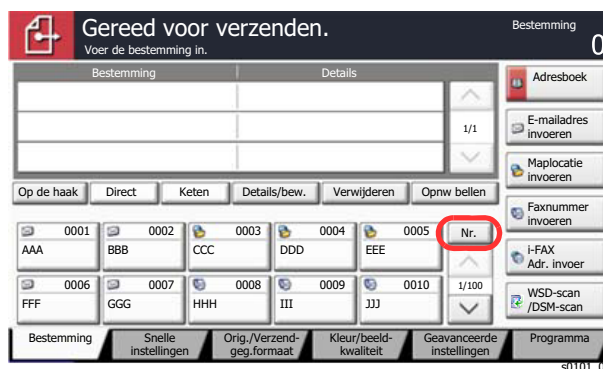 Gereed voor verzenden.
Voer de bestemming in.
Bestemming
0
Bestemming Details
1/1
Adresboek
E-mailadres
invoeren
Maplocatie
invoeren
Faxnummer
invoeren
i-FAX
Adr. invoer
WSD-scan
/DSM-scan
Op de haak Direct Keten Details/bew. Verwijderen Opnw bellen
0001 0002 0003 0004 0005 Nr.
AAA BBB CCC DDD EEE
0006 0007 0008 0009 0010 1/100
FFF GGG HHH III JJJ
Bestemming
Snelle
instellingen
Orig./Verzend-
geg.formaat
Kleur/beeld-
kwaliteit
Geavanceerde
instellingen
Programma